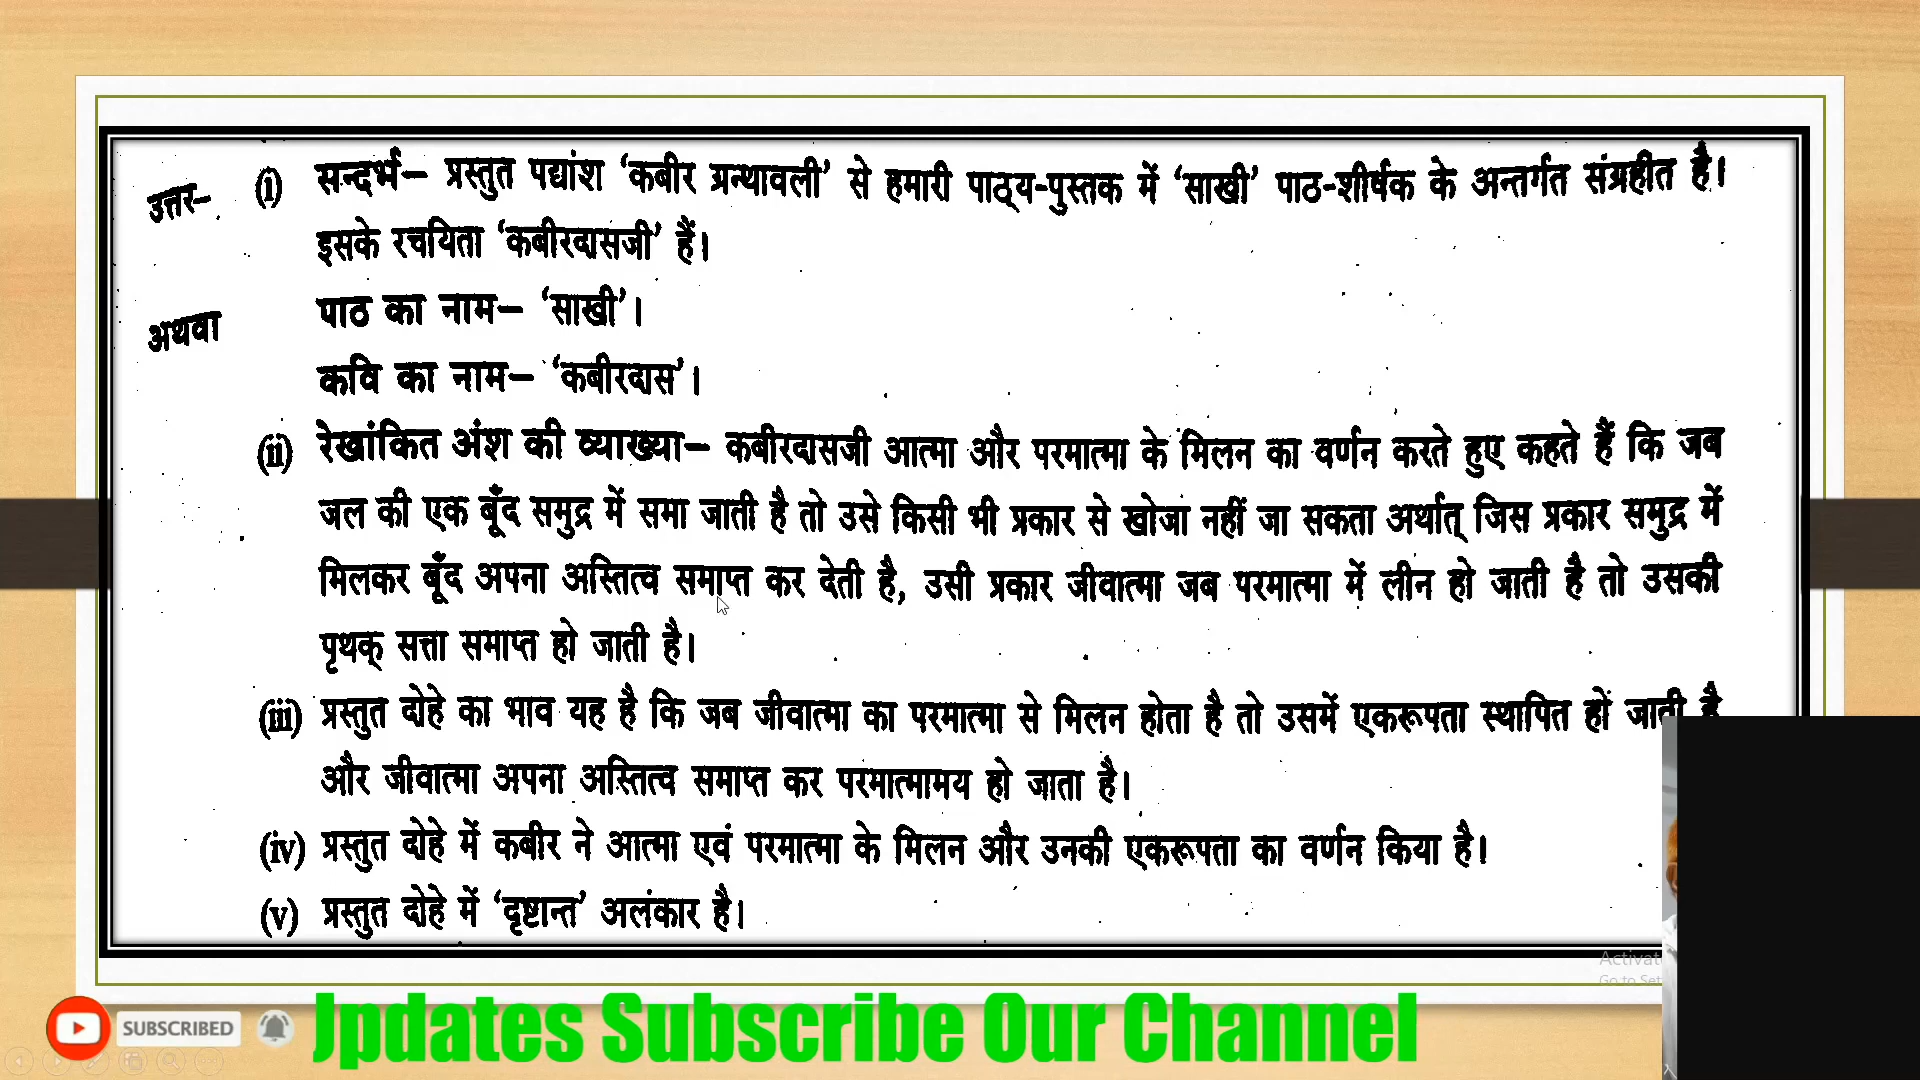 उत्तर– (i) सन्दर्भ– प्रस्तुत पद्यांश ‘कबीर ग्रन्थावली’ से हमारी पाठ्य-पुस्तक में ‘साखी’ पाठ-शीर्षक के अन्तर्गत संग्रहीत है।
इसके रचयिता ‘कबीरदासजी’ हैं।
अथवा पाठ का नाम– ‘साखी’।
कवि का नाम– ‘कबीरदास’।
(ii) रेखांकित अंश की व्याख्या– कबीरदासजी आत्मा और परमात्मा के मिलन का वर्णन करते हुए कहते हैं कि जब
जल की एक बूँद समुद्र में समा जाती है तो उसे किसी भी प्रकार से खोजा नहीं जा सकता अर्थात् जिस प्रकार समुद्र में
मिलकर बूँद अपना अस्तित्व समाप्त कर देती है, उसी प्रकार जीवात्मा जब परमात्मा में लीन हो जाती है तो उसकी
पृथक् सत्ता समाप्त हो जाती है।
(iii) प्रस्तुत दोहे का भाव यह है कि जब जीवात्मा का परमात्मा से मिलन होता है तो उसमें एकरूपता स्थापित हो जाती है
और जीवात्मा अपना अस्तित्व समाप्त कर परमात्मामय हो जाता है।
(iv) प्रस्तुत दोहे में कबीर ने आत्मा एवं परमात्मा के मिलन और उनकी एकरूपता का वर्णन किया है।
(v) प्रस्तुत दोहे में ‘दृष्टान्त’ अलंकार है।
Activat
Go to Set
SUBSCRIBED
Jpdates Subscribe Our Channel